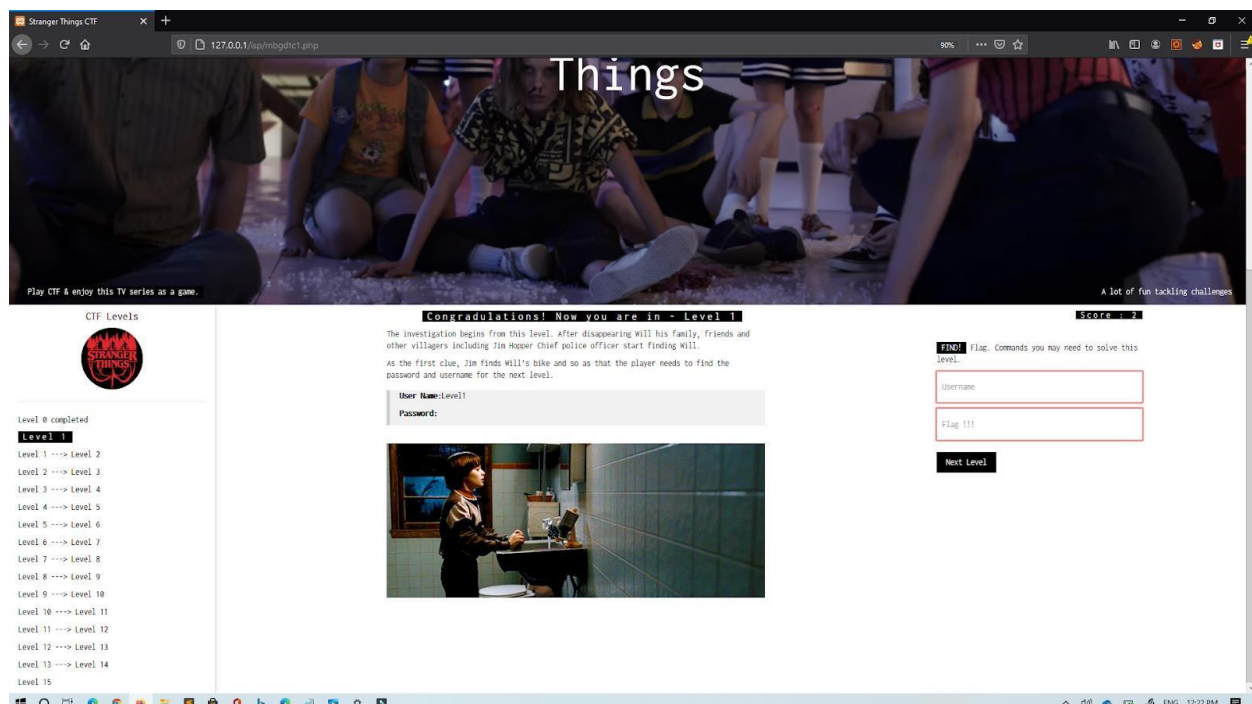 Stranger Things CTF
127.0.0.1/isp/mbgdtc1.php
90%
Things
Play CTF & enjoy this TV series as a game.
A lot of fun tackling challenges
CTF Levels
STRANGER
THINGS
Level 0 completed
Level 1
Level 1 ---> Level 2
Level 2 ---> Level 3
Level 3 ---> Level 4
Level 4 ---> Level 5
Level 5 ---> Level 6
Level 6 ---> Level 7
Level 7 ---> Level 8
Level 8 ---> Level 9
Level 9 ---> Level 10
Level 10 ---> Level 11
Level 11 ---> Level 12
Level 12 ---> Level 13
Level 13 ---> Level 14
Level 15
Congradulations! Now you are in - Level 1
The investigation begins from this level. After disappearing Will his family, friends and
other villagers including Jim Hopper Chief police officer start finding Will.
As the first clue, Jim finds Will's bike and so as that the player needs to find the
password and username for the next level.
User Name:Level1
Password:
Score : 2
FIND! Flag. Commands you may need to solve this
level.
Username
Flag !!!
Next Level
ENG 12:22 PM